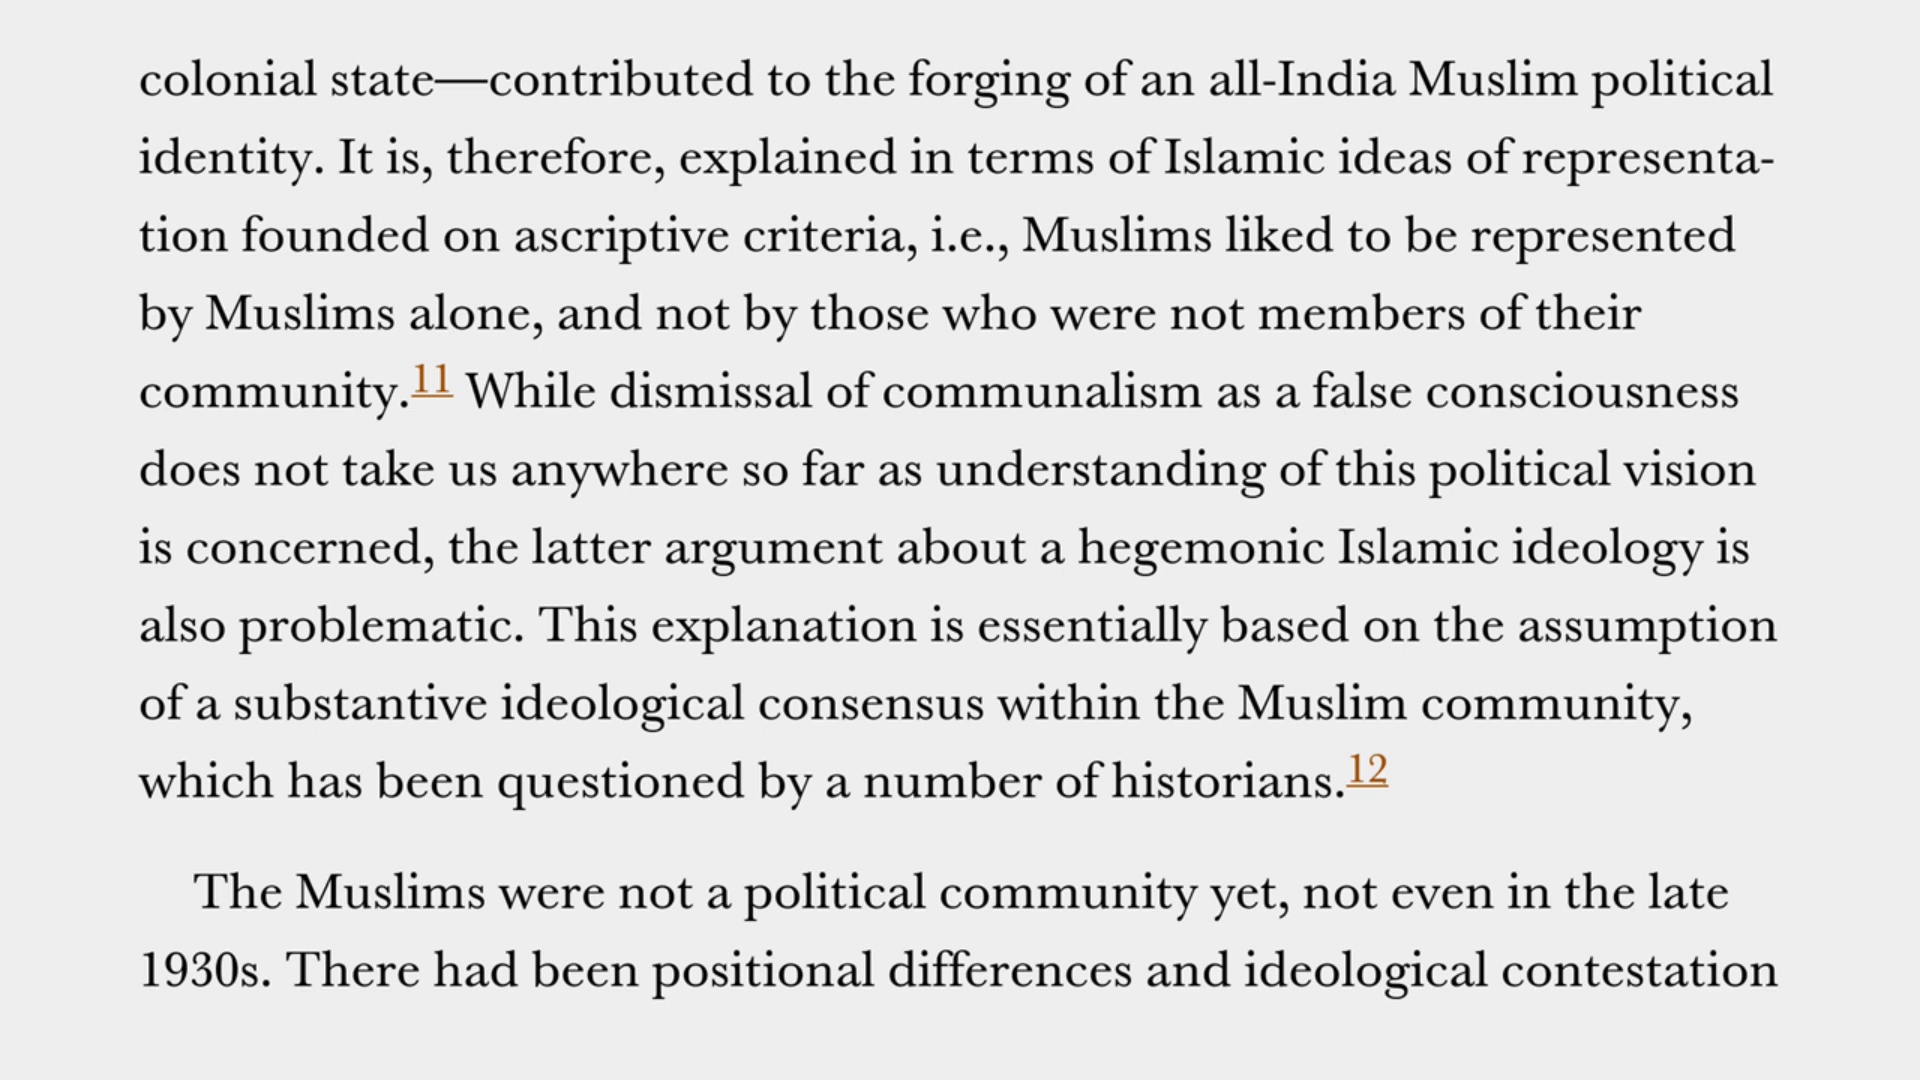 colonial state—contributed to the forging of an all-India Muslim political
identity. It is, therefore, explained in terms of Islamic ideas of representa-
tion founded on ascriptive criteria, i.e., Muslims liked to be represented
by Muslims alone, and not by those who were not members of their
community.11 While dismissal of communalism as a false consciousness
does not take us anywhere so far as understanding of this political vision
is concerned, the latter argument about a hegemonic Islamic ideology is
also problematic. This explanation is essentially based on the assumption
of a substantive ideological consensus within the Muslim community,
which has been questioned by a number of historians.12
The Muslims were not a political community yet, not even in the late
1930s. There had been positional differences and ideological contestation